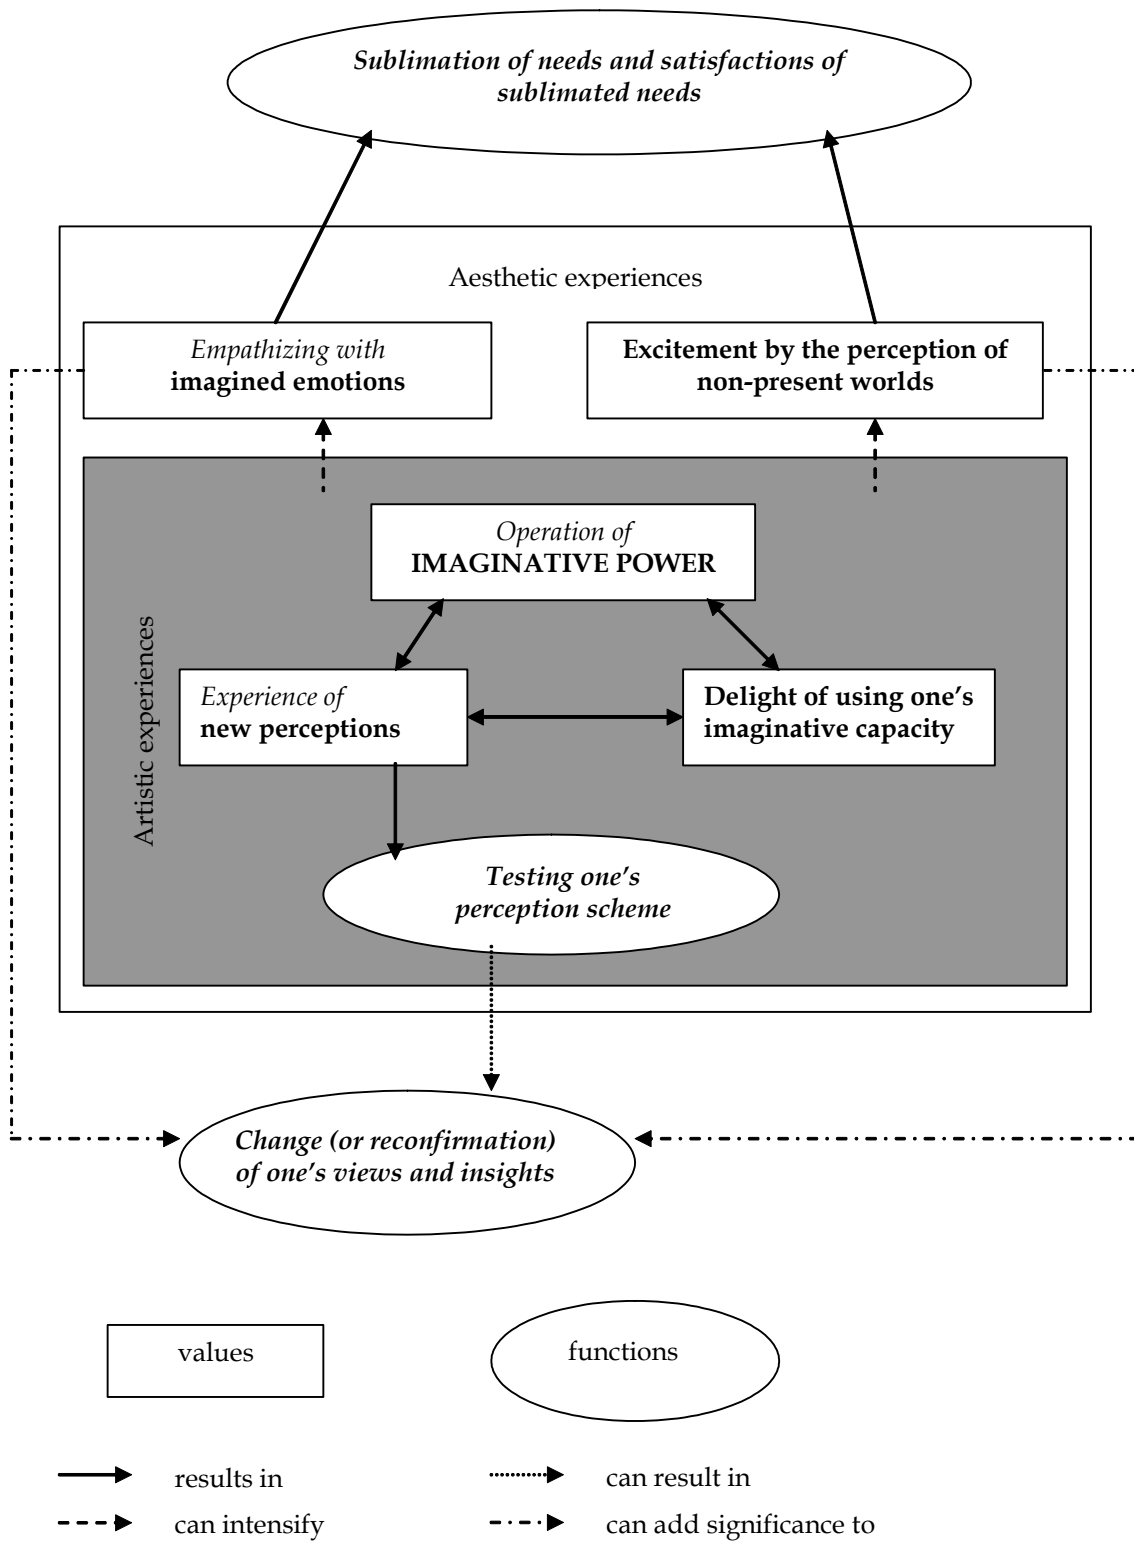 Sublimation of needs and satisfactions of
sublimated needs
Aesthetic experiences
Empathizing with
imagined emotions
Excitement by the perception of
non-present worlds
Operation of
IMAGINATIVE POWER
Artistic experiences
Experience of
new perceptions
Delight of using one's
imaginative capacity
Testing one's
perception scheme
Change (or reconfirmation)
of one's views and insights
values
functions
results in
can result in
can intensify
can add significance to